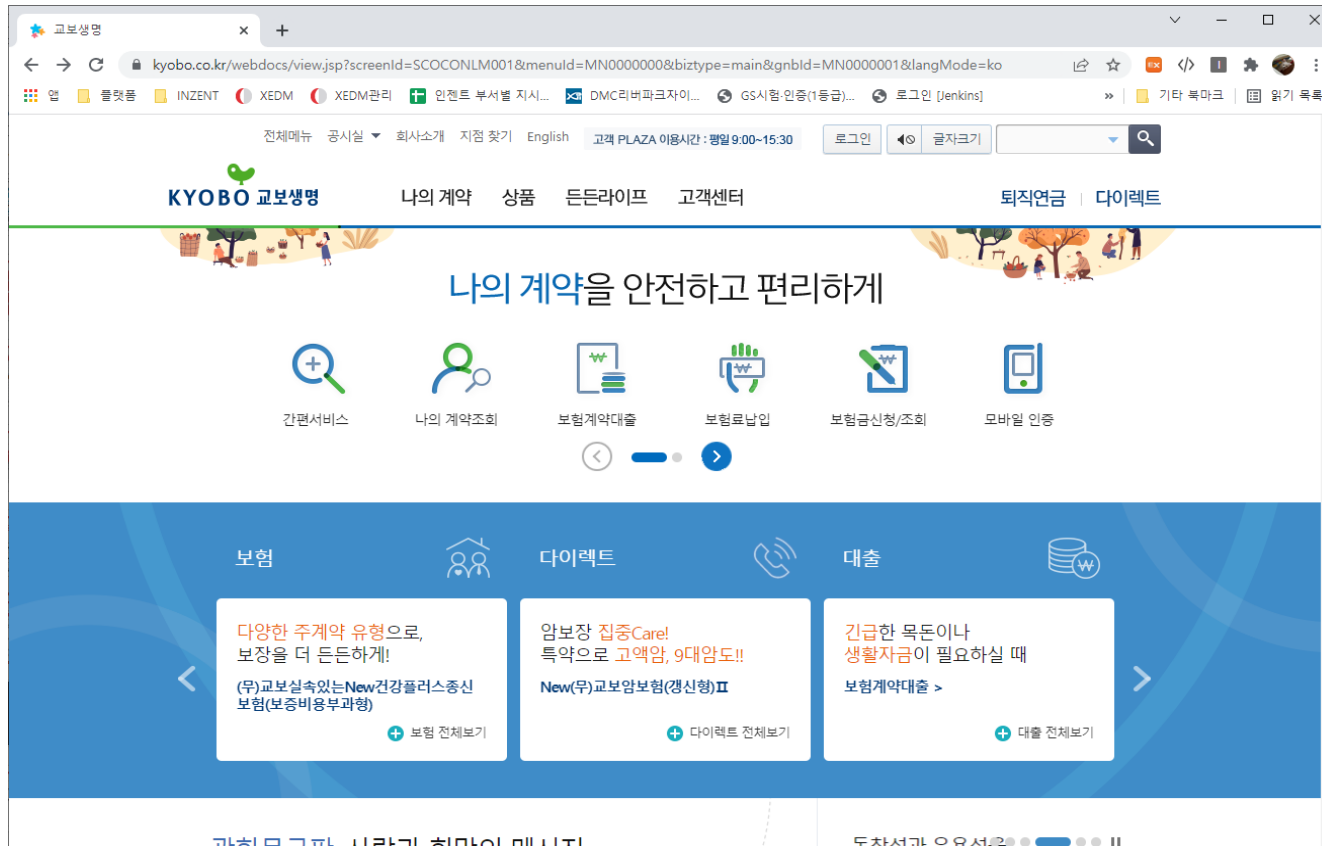 교보생명
kyobo.co.kr/webdocs/view.jsp?screenId=SCOCONLM001&menuId=MN0000000&biztype=main&gnbId=MN0000001&langMode=ko
앱 플랫폼 INZENT XEDM XEDM관리 인젠트 부서별 지시... DMC리버파크자이... GS시험·인증(1등급)... 로그인 [Jenkins] » 기타 북마크 읽기 목록
전체메뉴 공시실 회사소개 지점 찾기 English 고객 PLAZA 이용시간 : 평일 9:00~15:30 로그인 글자크기
KYOBO 교보생명 나의 계약 상품 든든라이프 고객센터 퇴직연금 다이렉트
나의 계약을 안전하고 편리하게
간편서비스 나의 계약조회 보험계약대출 보험료납입 보험금신청/조회 모바일 인증
보험 다이렉트 대출
다양한 주계약 유형으로,
보장을 더 든든하게!
(무)교보실속있는New건강플러스종신
보험(보증비용부과형)
보험 전체보기
암보장 집중Care!
특약으로 고액암, 9대암도!!
New(무)교보암보험(갱신형)Ⅱ
다이렉트 전체보기
긴급한 목돈이나
생활자금이 필요하실 때
보험계약대출 >
대출 전체보기
광화문글판, 사랑과 희망의 메시지